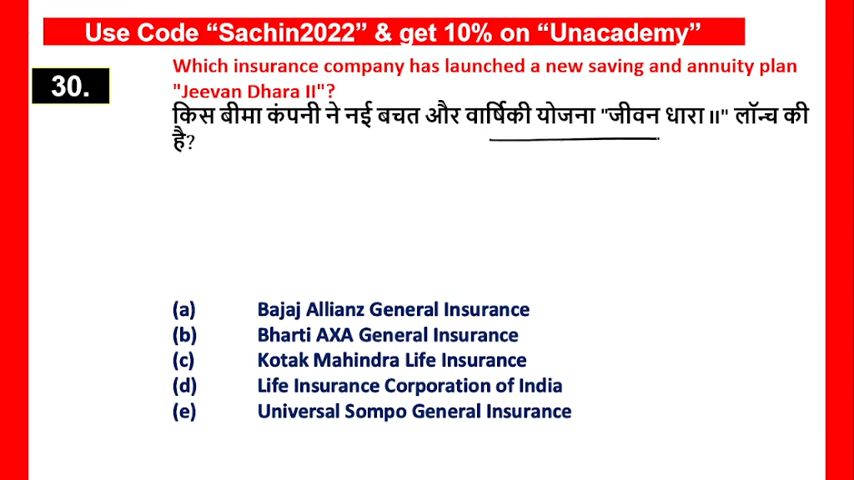 Use Code “Sachin2022” & get 10% on “Unacademy”
30.
Which insurance company has launched a new saving and annuity plan
"Jeevan Dhara II"?
किस बीमा कंपनी ने नई बचत और वार्षिकी योजना "जीवन धारा II" लॉन्च की
है?
(a) Bajaj Allianz General Insurance
(b) Bharti AXA General Insurance
(c) Kotak Mahindra Life Insurance
(d) Life Insurance Corporation of India
(e) Universal Sompo General Insurance